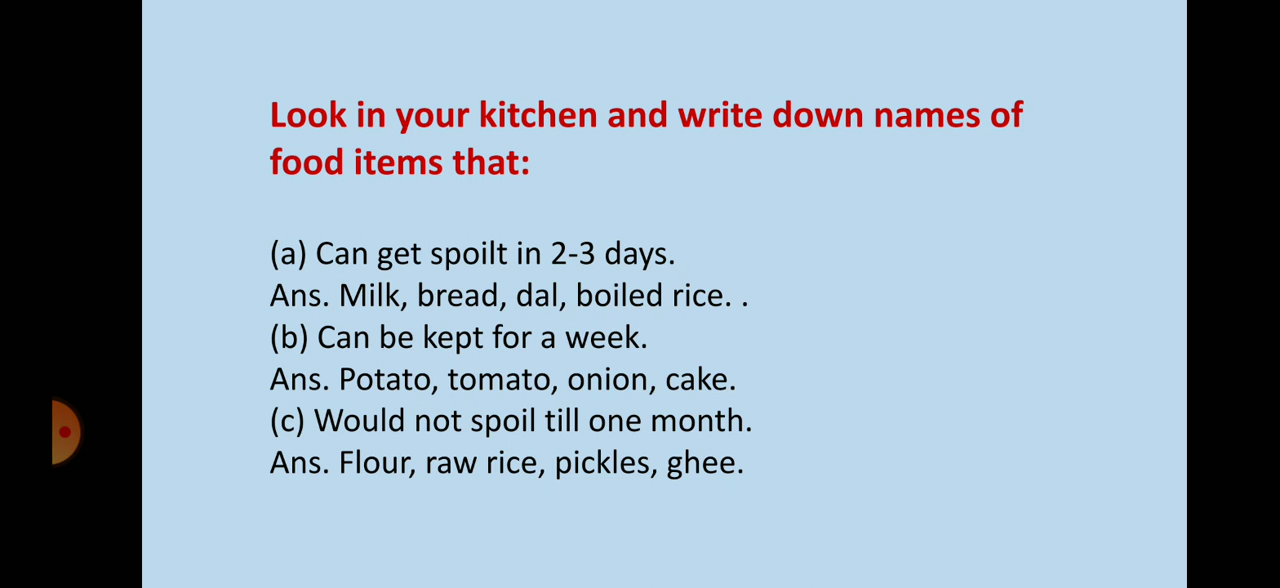 Look in your kitchen and write down names of
food items that:
(a) Can get spoilt in 2-3 days.
Ans. Milk, bread, dal, boiled rice. .
(b) Can be kept for a week.
Ans. Potato, tomato, onion, cake.
(c) Would not spoil till one month.
Ans. Flour, raw rice, pickles, ghee.